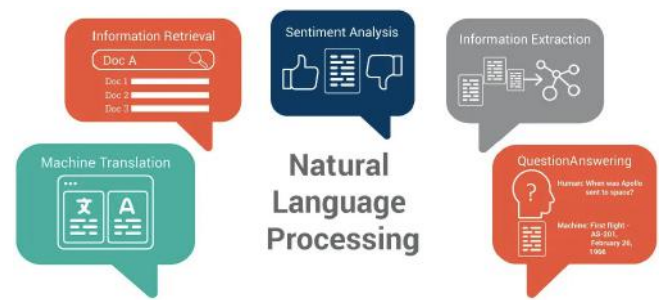 Information Retrieval
Doc A
Doc 1
Doc 2
Doc 3
Sentiment Analysis
Information Extraction
Machine Translation
文 A
Natural
Language
Processing
QuestionAnswering
?
Human: When was Apollo
sent to space?
Machine: First flight -
AS-201,
February 26,
1966